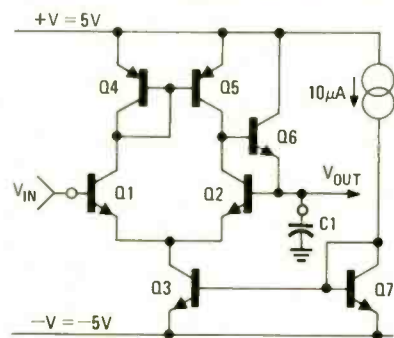 +V = 5V
Q4
Q5
10µA
Q6
V_IN
Q1
Q2
V_OUT
C1
Q3
Q7
−V = −5V